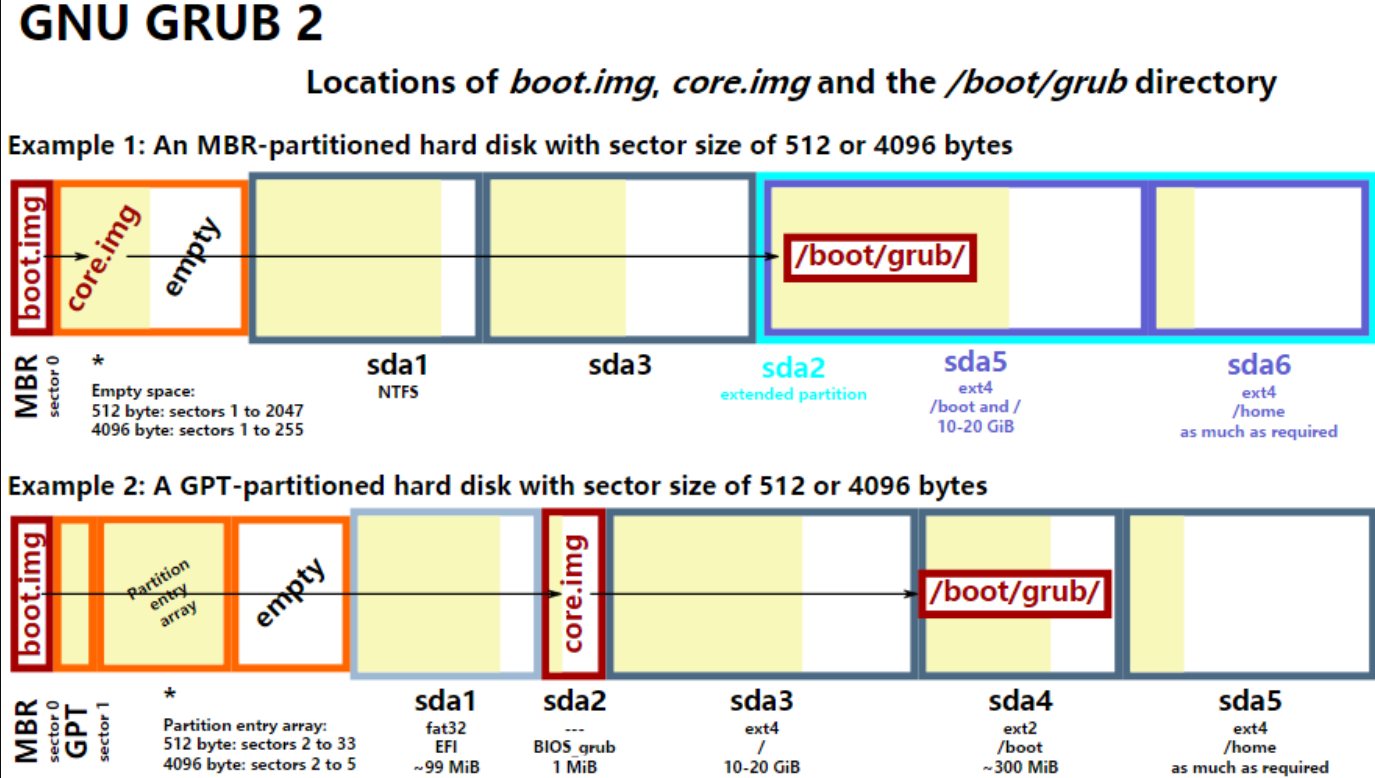 GNU GRUB 2
Locations of boot.img, core.img and the /boot/grub directory
Example 1: An MBR-partitioned hard disk with sector size of 512 or 4096 bytes
boot.img
core.img
empty
/boot/grub/
MBR
sector 0
*
Empty space:
512 byte: sectors 1 to 2047
4096 byte: sectors 1 to 255
sda1
NTFS
sda3
sda2
extended partition
sda5
ext4
/boot and /
10-20 GiB
sda6
ext4
/home
as much as required
Example 2: A GPT-partitioned hard disk with sector size of 512 or 4096 bytes
boot.img
Partition
entry
array
empty
core.img
/boot/grub/
MBR
sector 0
GPT
sector 1
*
Partition entry array:
512 byte: sectors 2 to 33
4096 byte: sectors 2 to 5
sda1
fat32
EFI
~99 MiB
sda2
---
BIOS_grub
1 MiB
sda3
ext4
/
10-20 GiB
sda4
ext2
/boot
~300 MiB
sda5
ext4
/home
as much as required